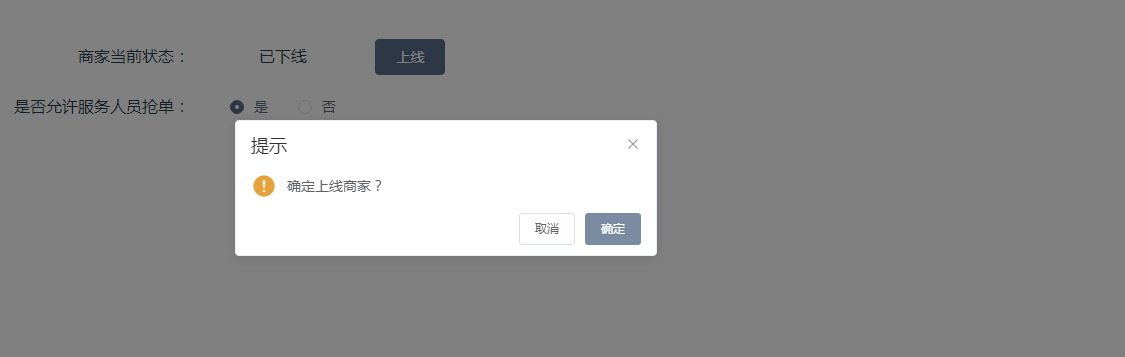 商家当前状态： 已下线 上线
是否允许服务人员抢单： 是 否
提示
确定上线商家？
取消 确定